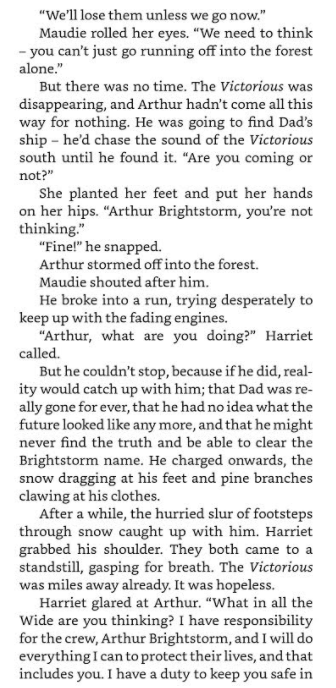 “We’ll lose them unless we go now.”
Maudie rolled her eyes. “We need to think
– you can’t just go running off into the forest
alone.”
But there was no time. The Victorious was
disappearing, and Arthur hadn’t come all this
way for nothing. He was going to find Dad’s
ship – he’d chase the sound of the Victorious
south until he found it. “Are you coming or
not?”
She planted her feet and put her hands
on her hips. “Arthur Brightstorm, you’re not
thinking.”
“Fine!” he snapped.
Arthur stormed off into the forest.
Maudie shouted after him.
He broke into a run, trying desperately to
keep up with the fading engines.
“Arthur, what are you doing?” Harriet
called.
But he couldn’t stop, because if he did, real-
ity would catch up with him; that Dad was re-
ally gone for ever, that he had no idea what the
future looked like any more, and that he might
never find the truth and be able to clear the
Brightstorm name. He charged onwards, the
snow dragging at his feet and pine branches
clawing at his clothes.
After a while, the hurried slur of footsteps
through snow caught up with him. Harriet
grabbed his shoulder. They both came to a
standstill, gasping for breath. The Victorious
was miles away already. It was hopeless.
Harriet glared at Arthur. “What in all the
Wide are you thinking? I have responsibility
for the crew, Arthur Brightstorm, and I will do
everything I can to protect their lives, and that
includes you. I have a duty to keep you safe in